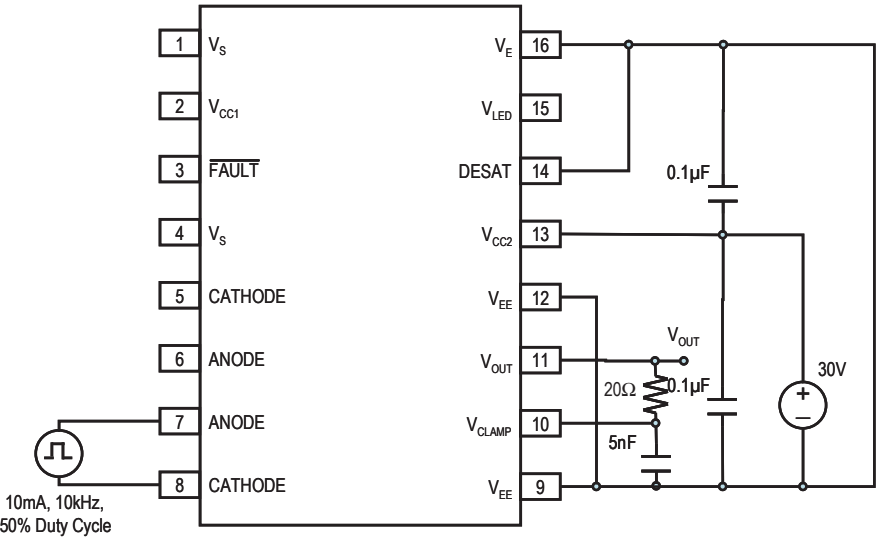 1 VS
VE 16
2 VCC1
VLED 15
3 FAULT
DESAT 14
0.1µF
4 VS
VCC2 13
5 CATHODE
VEE 12
6 ANODE
VOUT 11
VOUT
30V
20Ω
0.1µF
+
–
7 ANODE
VCLAMP 10
5nF
8 CATHODE
VEE 9
10mA, 10kHz,
50% Duty Cycle